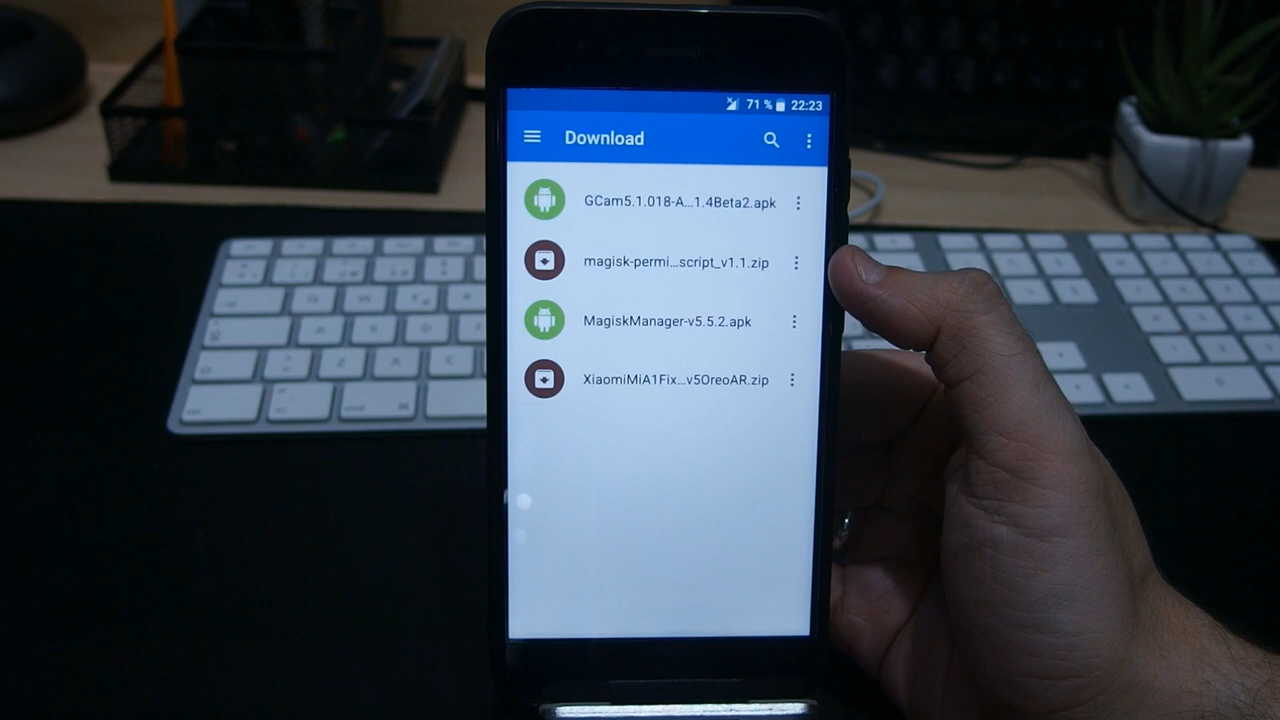 71 % 22:23
Download
GCam5.1.018-A...1.4Beta2.apk
magisk-permi...script_v1.1.zip
MagiskManager-v5.5.2.apk
XiaomiMiA1Fix...v5OreoAR.zip
Q W
A S D
Z X C